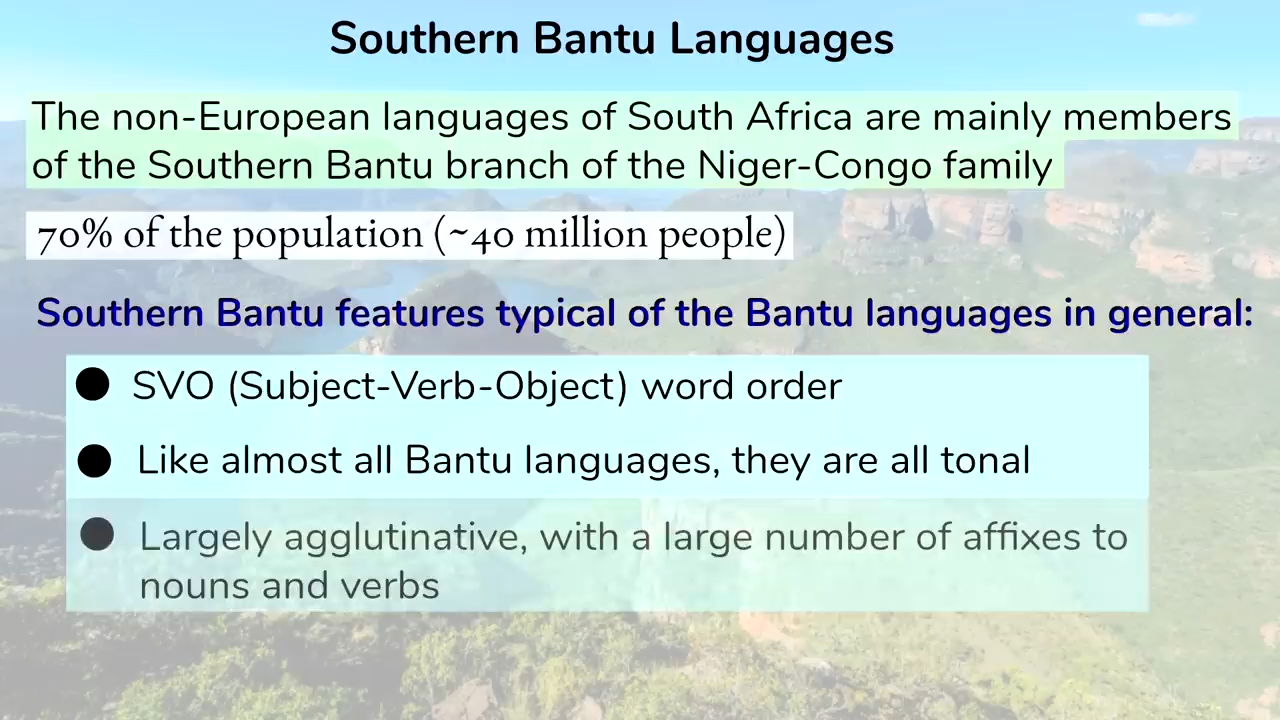 Southern Bantu Languages
The non-European languages of South Africa are mainly members
of the Southern Bantu branch of the Niger-Congo family
70% of the population (~40 million people)
Southern Bantu features typical of the Bantu languages in general:
● SVO (Subject-Verb-Object) word order
● Like almost all Bantu languages, they are all tonal
● Largely agglutinative, with a large number of affixes to
nouns and verbs